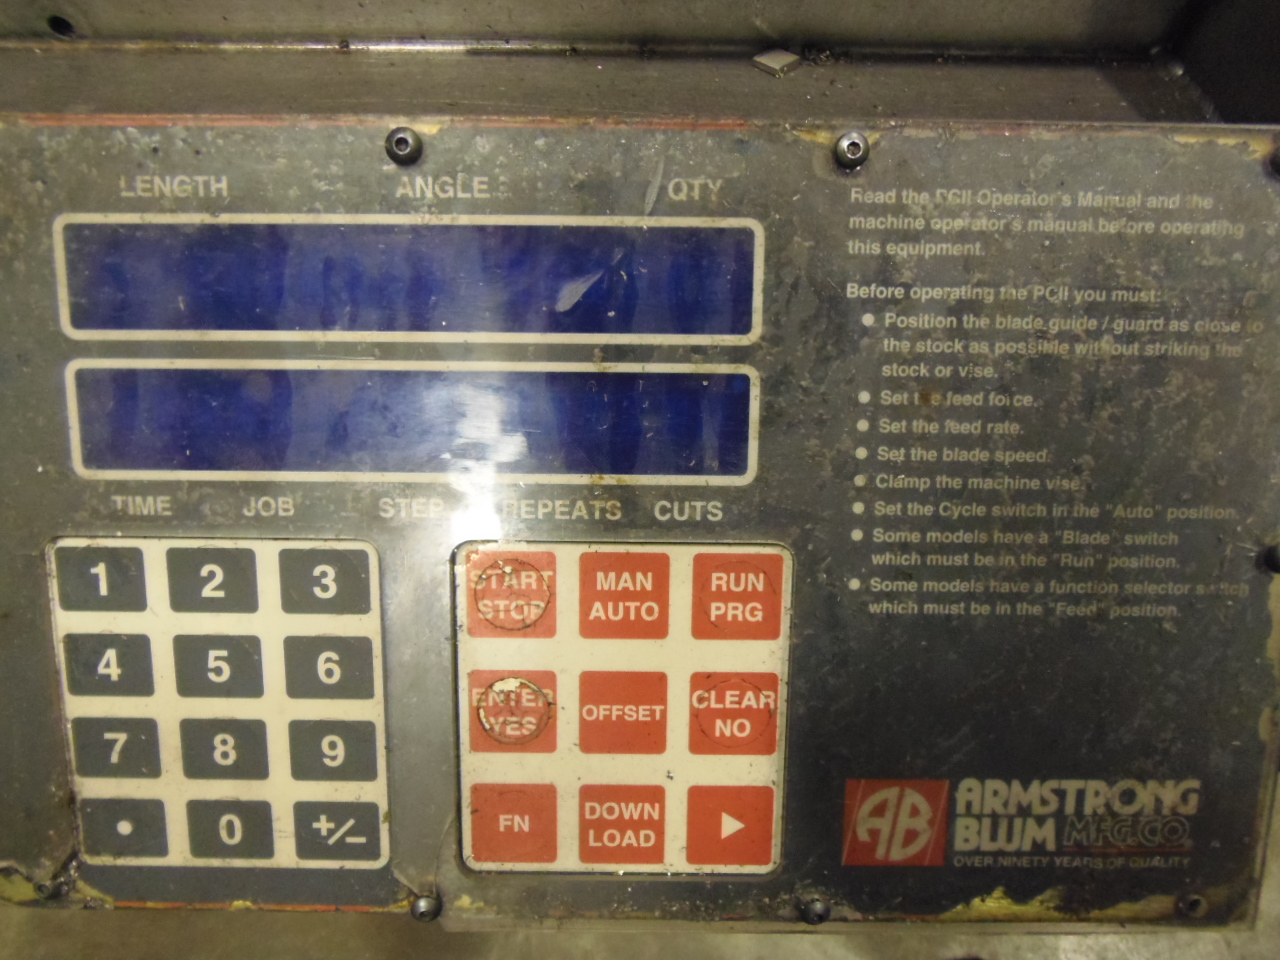 LENGTH ANGLE QTY
TIME JOB STEP REPEATS CUTS
1 2 3
4 5 6
7 8 9
. 0 +/-
START STOP
MAN AUTO
RUN PRG
ENTER YES
OFFSET
CLEAR NO
FN
DOWN LOAD
Read the PCII Operator's Manual and the
machine operator's manual before operating
this equipment.
Before operating the PCII you must:
● Position the blade guide / guard as close to
the stock as possible without striking the
stock or vise.
● Set the feed force.
● Set the feed rate.
● Set the blade speed.
● Clamp the machine vise.
● Set the Cycle switch in the "Auto" position.
● Some models have a "Blade" switch
which must be in the "Run" position.
● Some models have a function selector switch
which must be in the "Feed" position.
AB
ARMSTRONG
BLUM MFG.CO.
OVER NINETY YEARS OF QUALITY